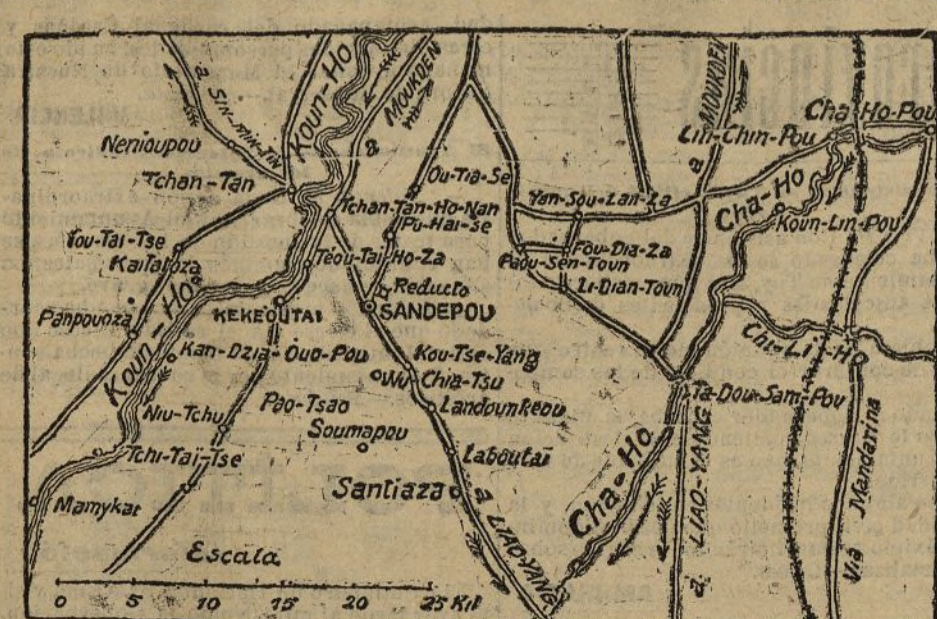 a SIN-MIN-TIN
KOUN-HO
a MOUKDEN
a MOUKDEN
Cha-Ho-Pou
Lin-Chin-Pou
Nenioupou
Tchan-Tan
Ou-Tia-Se
Yan-Sou-Zan-Za
Cha-Ho
Koun-Lin-Pou
Tchan-Tan-Ho-Nan
Pu-Hai-Se
Tou-Tai-Tse
Kaitaloza
Téou-Tai-Ho-Za
Fou-Dia-Za
Paou-Sen-Toun
Li-Dian-Toun
Reducto
KEKEOUTAI
SANDEPOU
Panpouoza
Koun-Ho
Chi-Li-Ho
Kan-Dzia-Ouo-Pou
Kou-Tse-Yang
Wu-Chia-Tsu
Ta-Dou-Sam-Pou
Niu-Tchu
Pao-Tsao
Landounkeou
Soumapou
Tchi-Taï-Tse
Laboutaï
Cha-Ho
Mamykaï
Santiaza
a LIAO-YANG
a LIAO-YANG
Via Mandarina
Escala
0 5 10 15 20 25 Kil